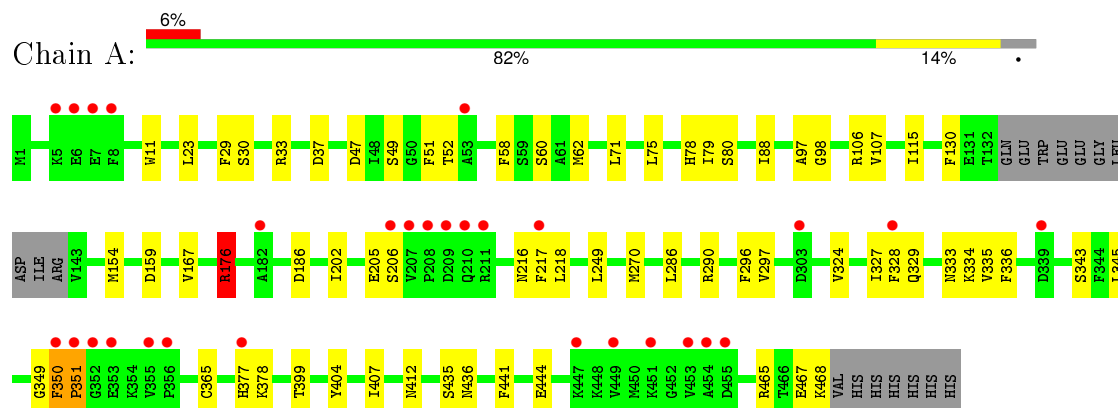 6%
Chain A:
82% 14% •
M1 K5 E6 E7 F8 W11 L23 F29 S30 R33 D37 D47 I48 S49 G50 F51 T52 A53 F58 S59 S60 A61 M62 L71 L75 H78 I79 S80 I88 A97 G98 R106 V107 I115 F130 E131 T132 GLN GLU TRP GLU GLU GLY LEU
ASP ILE ARG V143 M154 D159 V167 R176 A182 D186 I202 E205 S206 V207 P208 D209 Q210 R211 N216 F217 L218 L249 M270 L286 R290 F296 V297 D303 V324 I327 F328 Q329 N333 K334 V335 F336 D339 S343 F344 L345
G349 F350 P351 G352 E353 K354 V355 P356 C365 H377 K378 T399 Y404 I407 N412 S435 N436 F441 E444 K447 K448 V449 M450 K451 G452 V453 A454 D455 R465 T466 E467 K468 VAL HIS HIS HIS HIS HIS HIS